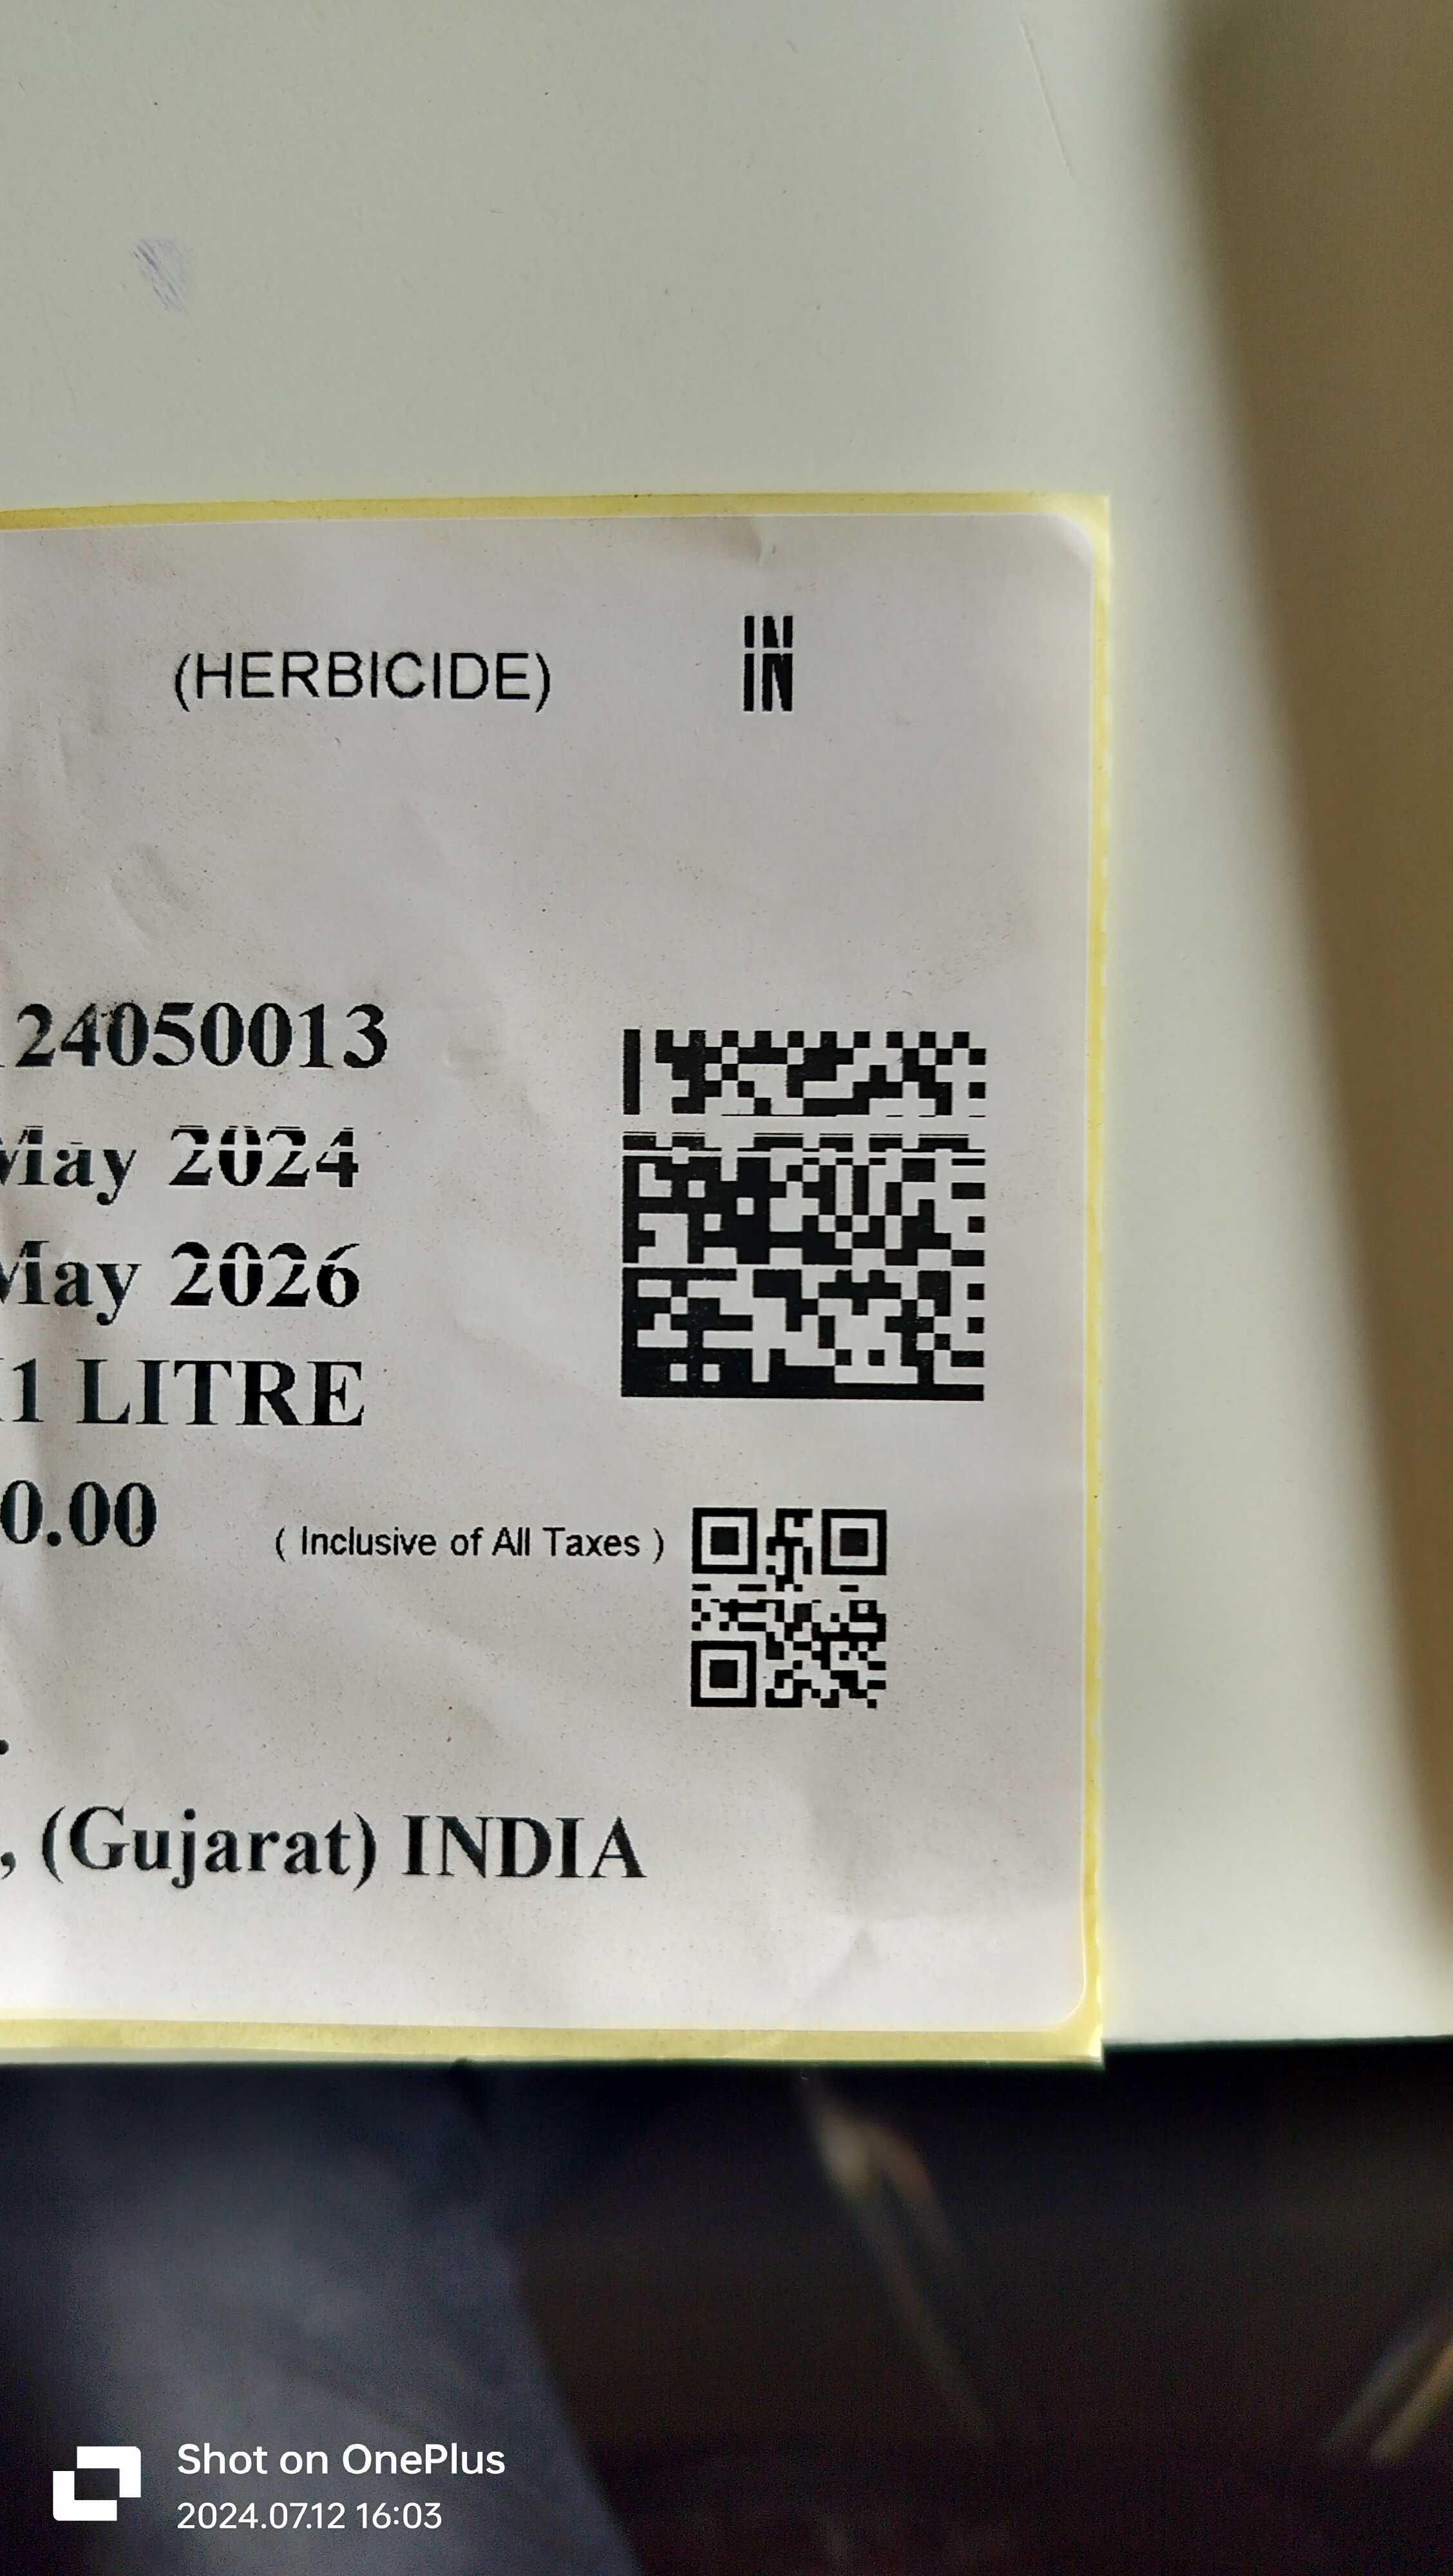 (HERBICIDE) IN
24050013
May 2024
May 2026
1 LITRE
0.00 ( Inclusive of All Taxes )
.
, (Gujarat) INDIA
Shot on OnePlus
2024.07.12 16:03